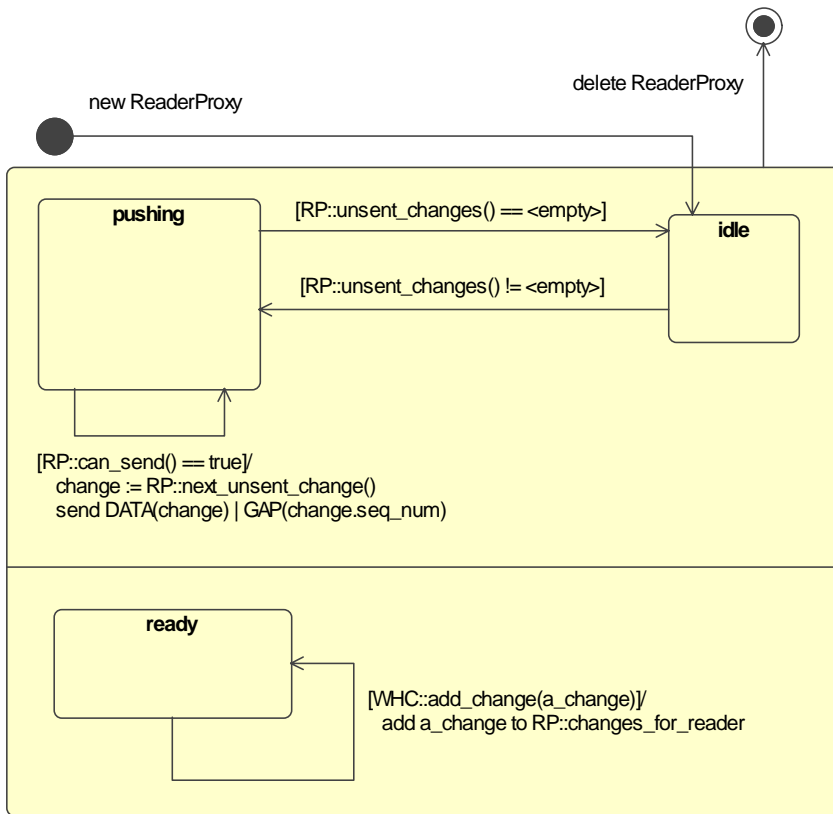 delete ReaderProxy
new ReaderProxy
pushing
[RP::unsent_changes() == <empty>]
idle
[RP::unsent_changes() != <empty>]
[RP::can_send() == true]/
change := RP::next_unsent_change()
send DATA(change) | GAP(change.seq_num)
ready
[WHC::add_change(a_change)]/
add a_change to RP::changes_for_reader